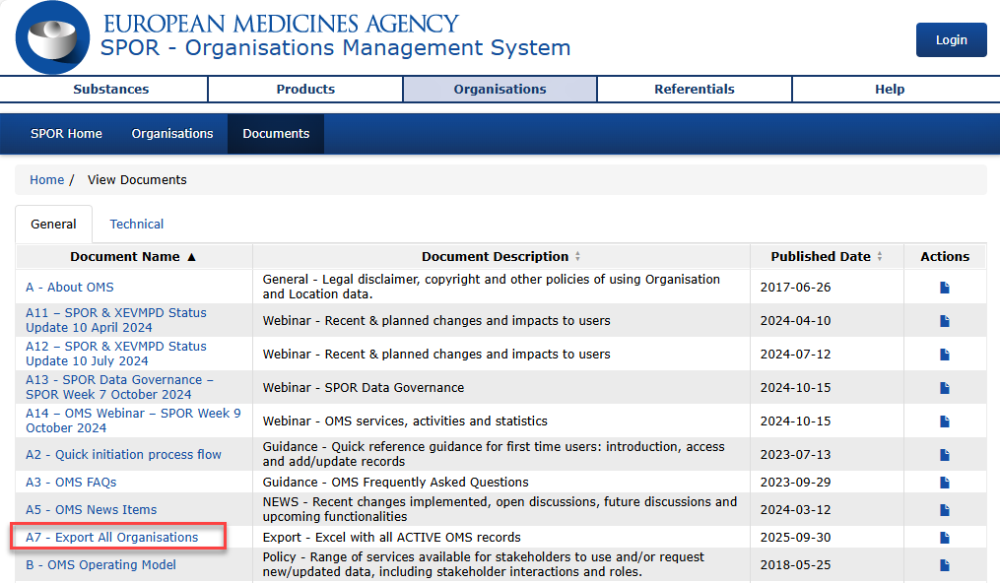 EUROPEAN MEDICINES AGENCY
SPOR - Organisations Management System
Login
Substances Products Organisations Referentials Help
SPOR Home Organisations Documents
Home / View Documents
General Technical
Document Name ▲ Document Description Published Date Actions
A - About OMS
General - Legal disclaimer, copyright and other policies of using Organisation
and Location data.
2017-06-26
A11 – SPOR & XEVMPD Status
Update 10 April 2024
Webinar - Recent & planned changes and impacts to users
2024-04-10
A12 – SPOR & XEVMPD Status
Update 10 July 2024
Webinar - Recent & planned changes and impacts to users
2024-07-12
A13 - SPOR Data Governance –
SPOR Week 7 October 2024
Webinar - SPOR Data Governance
2024-10-15
A14 – OMS Webinar – SPOR Week 9
October 2024
Webinar - OMS services, activities and statistics
2024-10-15
A2 - Quick initiation process flow
Guidance - Quick reference guidance for first time users: introduction, access
and add/update records
2023-07-13
A3 - OMS FAQs
Guidance - OMS Frequently Asked Questions
2023-09-29
A5 - OMS News Items
NEWS - Recent changes implemented, open discussions, future discussions and
upcoming functionalities
2024-03-12
A7 - Export All Organisations
Export - Excel with all ACTIVE OMS records
2025-09-30
B - OMS Operating Model
Policy - Range of services available for stakeholders to use and/or request
new/updated data, including stakeholder interactions and roles.
2018-05-25